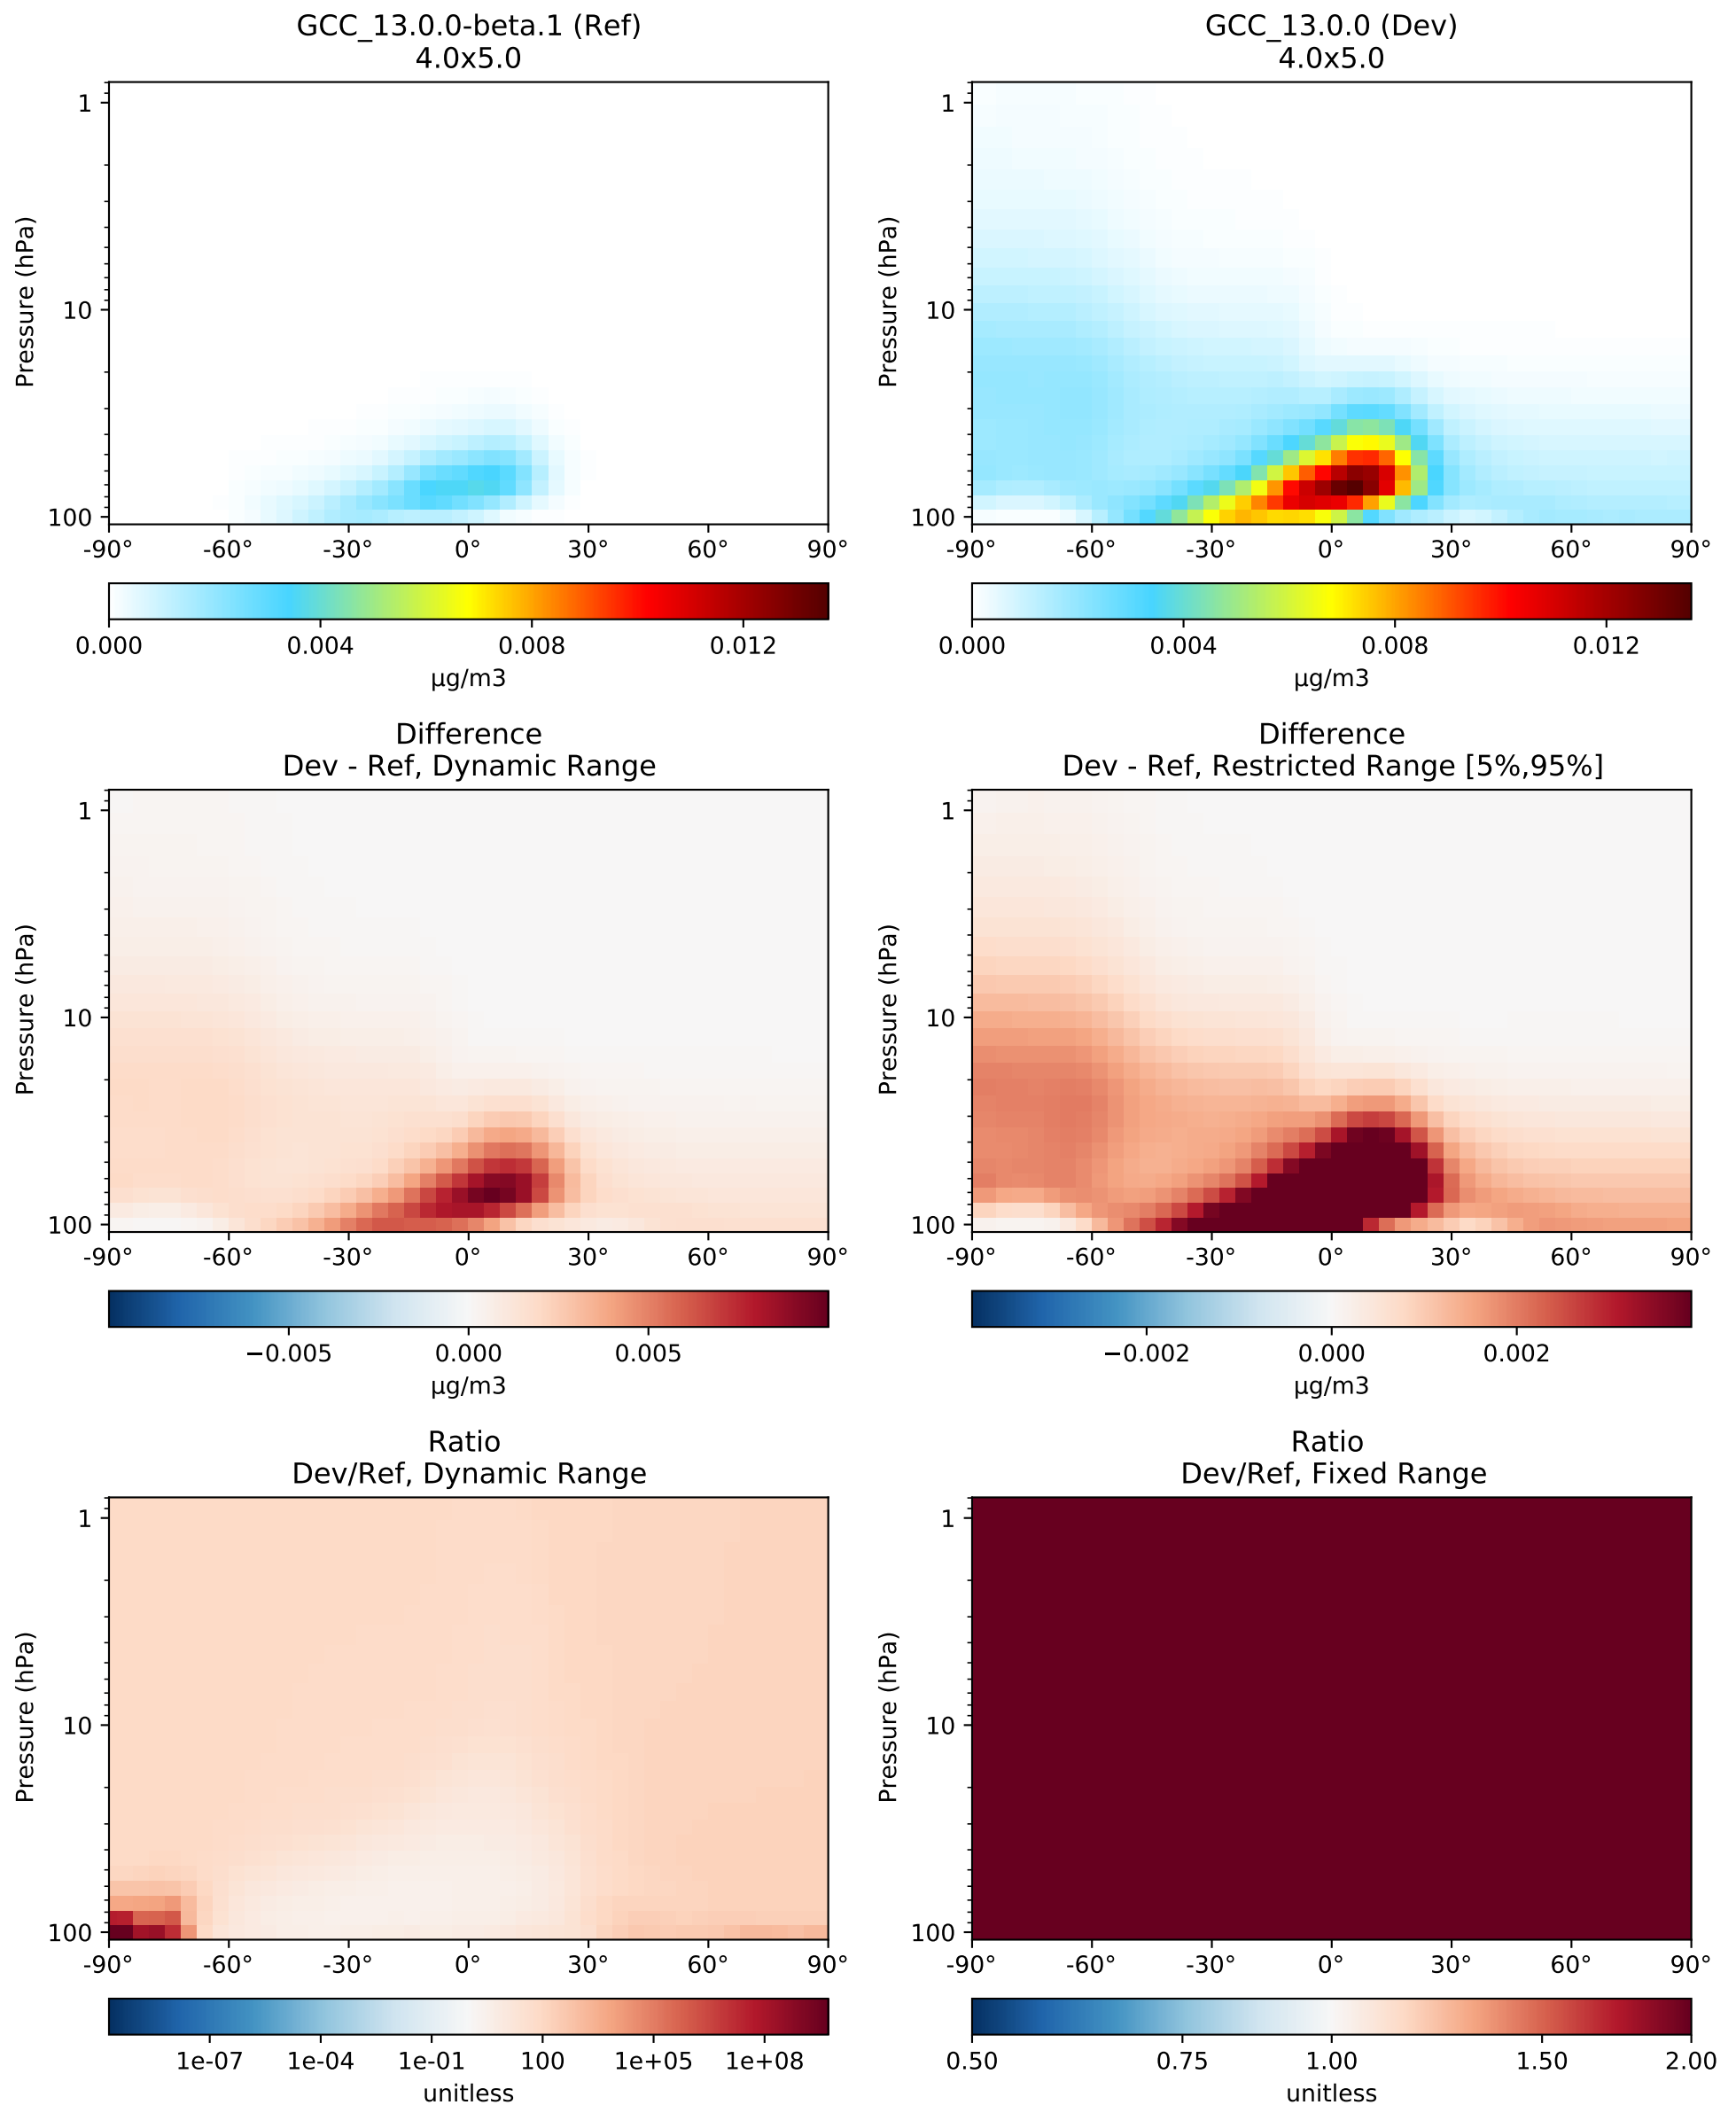 GCC_13.0.0-beta.1 (Ref)
4.0x5.0
Pressure (hPa)
1
10
100
-90° -60° -30° 0° 30° 60° 90°
0.000 0.004 0.008 0.012
µg/m3
GCC_13.0.0 (Dev)
4.0x5.0
Pressure (hPa)
1
10
100
-90° -60° -30° 0° 30° 60° 90°
0.000 0.004 0.008 0.012
µg/m3
Difference
Dev - Ref, Dynamic Range
Pressure (hPa)
1
10
100
-90° -60° -30° 0° 30° 60° 90°
−0.005 0.000 0.005
µg/m3
Difference
Dev - Ref, Restricted Range [5%,95%]
Pressure (hPa)
1
10
100
-90° -60° -30° 0° 30° 60° 90°
−0.002 0.000 0.002
µg/m3
Ratio
Dev/Ref, Dynamic Range
Pressure (hPa)
1
10
100
-90° -60° -30° 0° 30° 60° 90°
1e-07 1e-04 1e-01 100 1e+05 1e+08
unitless
Ratio
Dev/Ref, Fixed Range
Pressure (hPa)
1
10
100
-90° -60° -30° 0° 30° 60° 90°
0.50 0.75 1.00 1.50 2.00
unitless